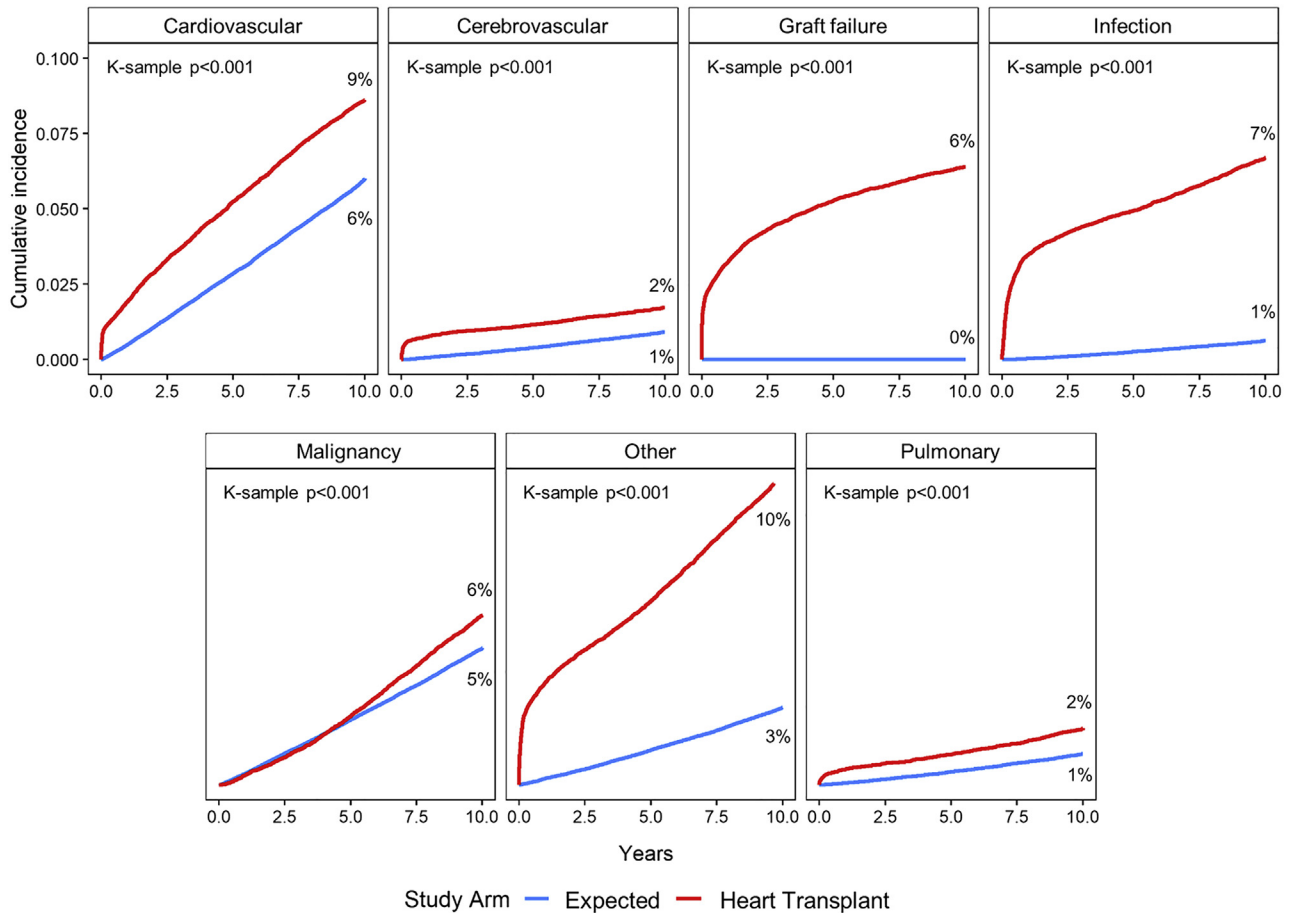 Cardiovascular Cerebrovascular Graft failure Infection
K-sample p<0.001 K-sample p<0.001 K-sample p<0.001 K-sample p<0.001
Cumulative incidence
0.100
0.075
0.050
0.025
0.000
9%
6%
2%
1%
6%
0%
7%
1%
0.0 2.5 5.0 7.5 10.0 0.0 2.5 5.0 7.5 10.0 0.0 2.5 5.0 7.5 10.0 0.0 2.5 5.0 7.5 10.0
Malignancy Other Pulmonary
K-sample p<0.001 K-sample p<0.001 K-sample p<0.001
6%
5%
10%
3%
2%
1%
0.0 2.5 5.0 7.5 10.0 0.0 2.5 5.0 7.5 10.0 0.0 2.5 5.0 7.5 10.0
Years
Study Arm Expected Heart Transplant